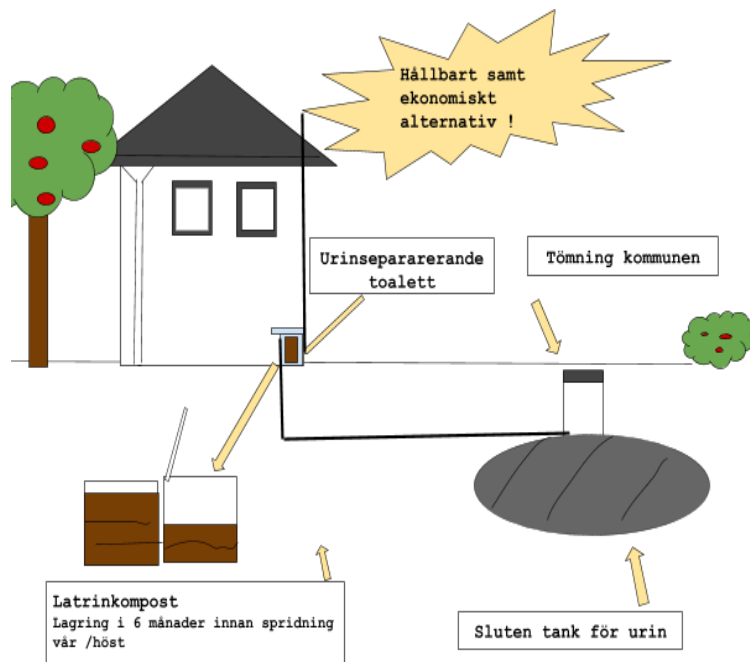 Hållbart samt
ekonomiskt
alternativ !
Urinsepararerande
toalett
Tömning kommunen
Latrinkompost
Lagring i 6 månader innan spridning
vår /höst
Sluten tank för urin